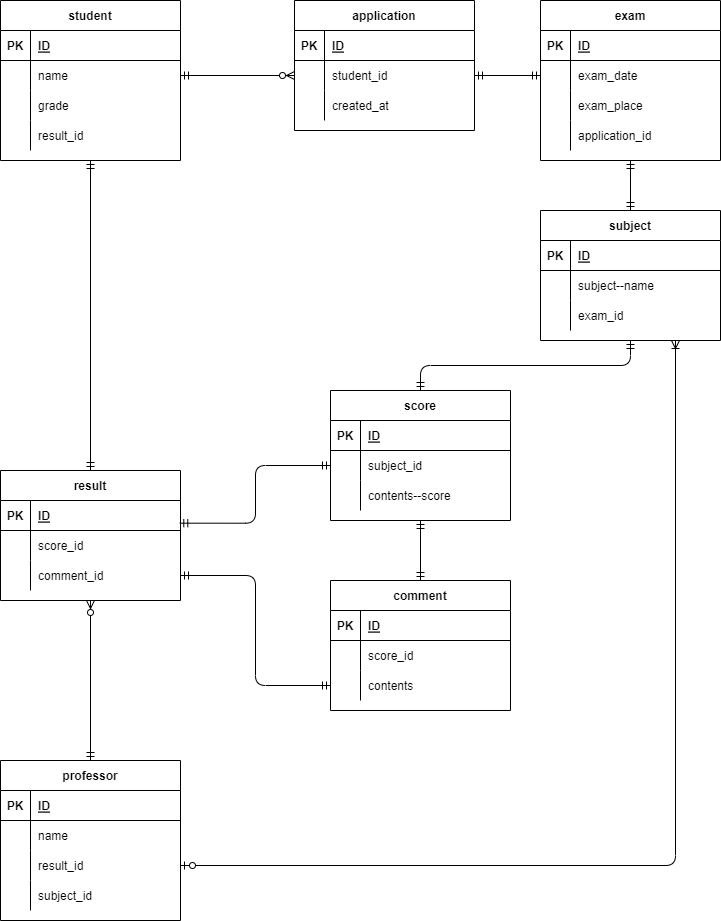 student
PK ID
name
grade
result_id
application
PK ID
student_id
created_at
exam
PK ID
exam_date
exam_place
application_id
subject
PK ID
subject--name
exam_id
score
PK ID
subject_id
contents--score
result
PK ID
score_id
comment_id
comment
PK ID
score_id
contents
professor
PK ID
name
result_id
subject_id